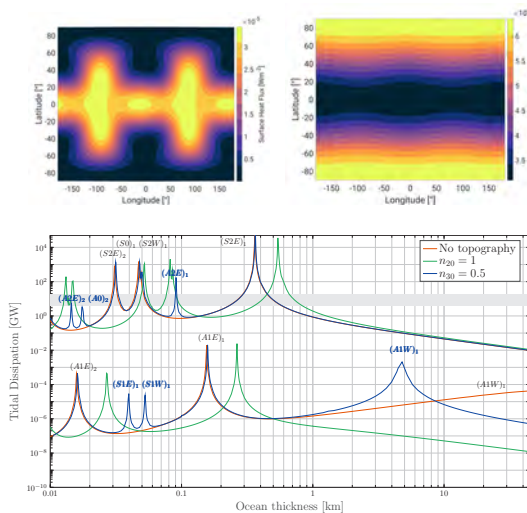 ×10⁻⁵
80
60
40
20
0
-20
-40
-60
-80
Latitude [°]
-150 -100 -50 0 50 100 150
Longitude [°]
3
2.5
2
1.5
1
0.5
Surface Heat Flux [Wm⁻²]
80
60
40
20
0
-20
-40
-60
-80
Latitude [°]
-150 -100 -50 0 50 100 150
Longitude [°]
6
5
4
3
Tidal Dissipation [GW]
10⁴
10²
10⁰
10⁻²
10⁻⁴
10⁻⁶
10⁻⁸
10⁻¹⁰
(S0)₁ (S2W)₁
(S2E)₂
(S2E)₁
(A2E)₂ (A0)₂
(A2E)₁
(A1E)₂
(S1E)₁ (S1W)₁
(A1E)₁
(A1W)₁
(A1W)₁
No topography
n₂₀ = 1
n₃₀ = 0.5
0.01 0.1 1 10
Ocean thickness [km]